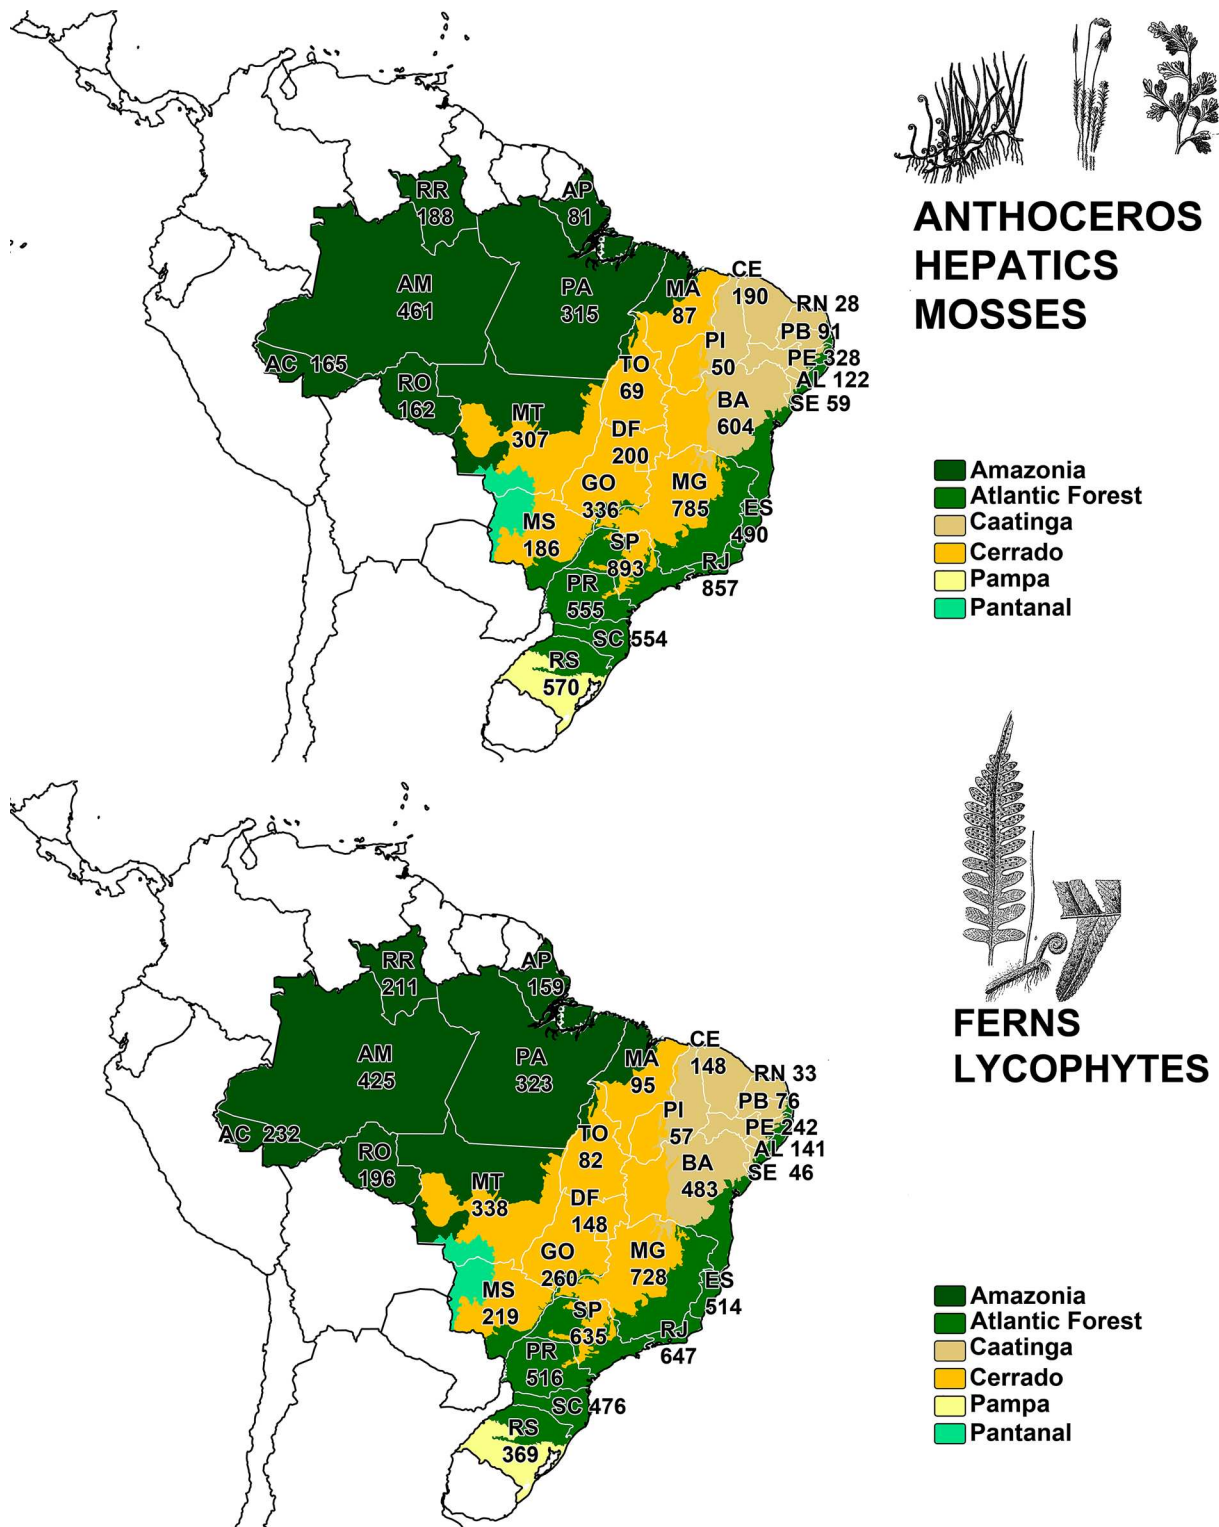 RR
188
AP
81
AM
461
PA
315
MA
87
CE
190
RN 28
PB 91
PE 328
AL 122
SE 59
PI
50
TO
69
BA
604
AC 165
RO
162
MT
307
DF
200
GO
336
MG
785
ES
490
MS
186
SP
893
RJ
857
PR
555
SC 554
RS
570
ANTHOCEROS
HEPATICS
MOSSES
Amazonia
Atlantic Forest
Caatinga
Cerrado
Pampa
Pantanal
RR
211
AP
159
AM
425
PA
323
MA
95
CE
148
RN 33
PB 76
PE 242
AL 141
SE 46
PI
57
TO
82
BA
483
AC 232
RO
196
MT
338
DF
148
GO
260
MG
728
ES
514
MS
219
SP
635
RJ
647
PR
516
SC 476
RS
369
FERNS
LYCOPHYTES
Amazonia
Atlantic Forest
Caatinga
Cerrado
Pampa
Pantanal